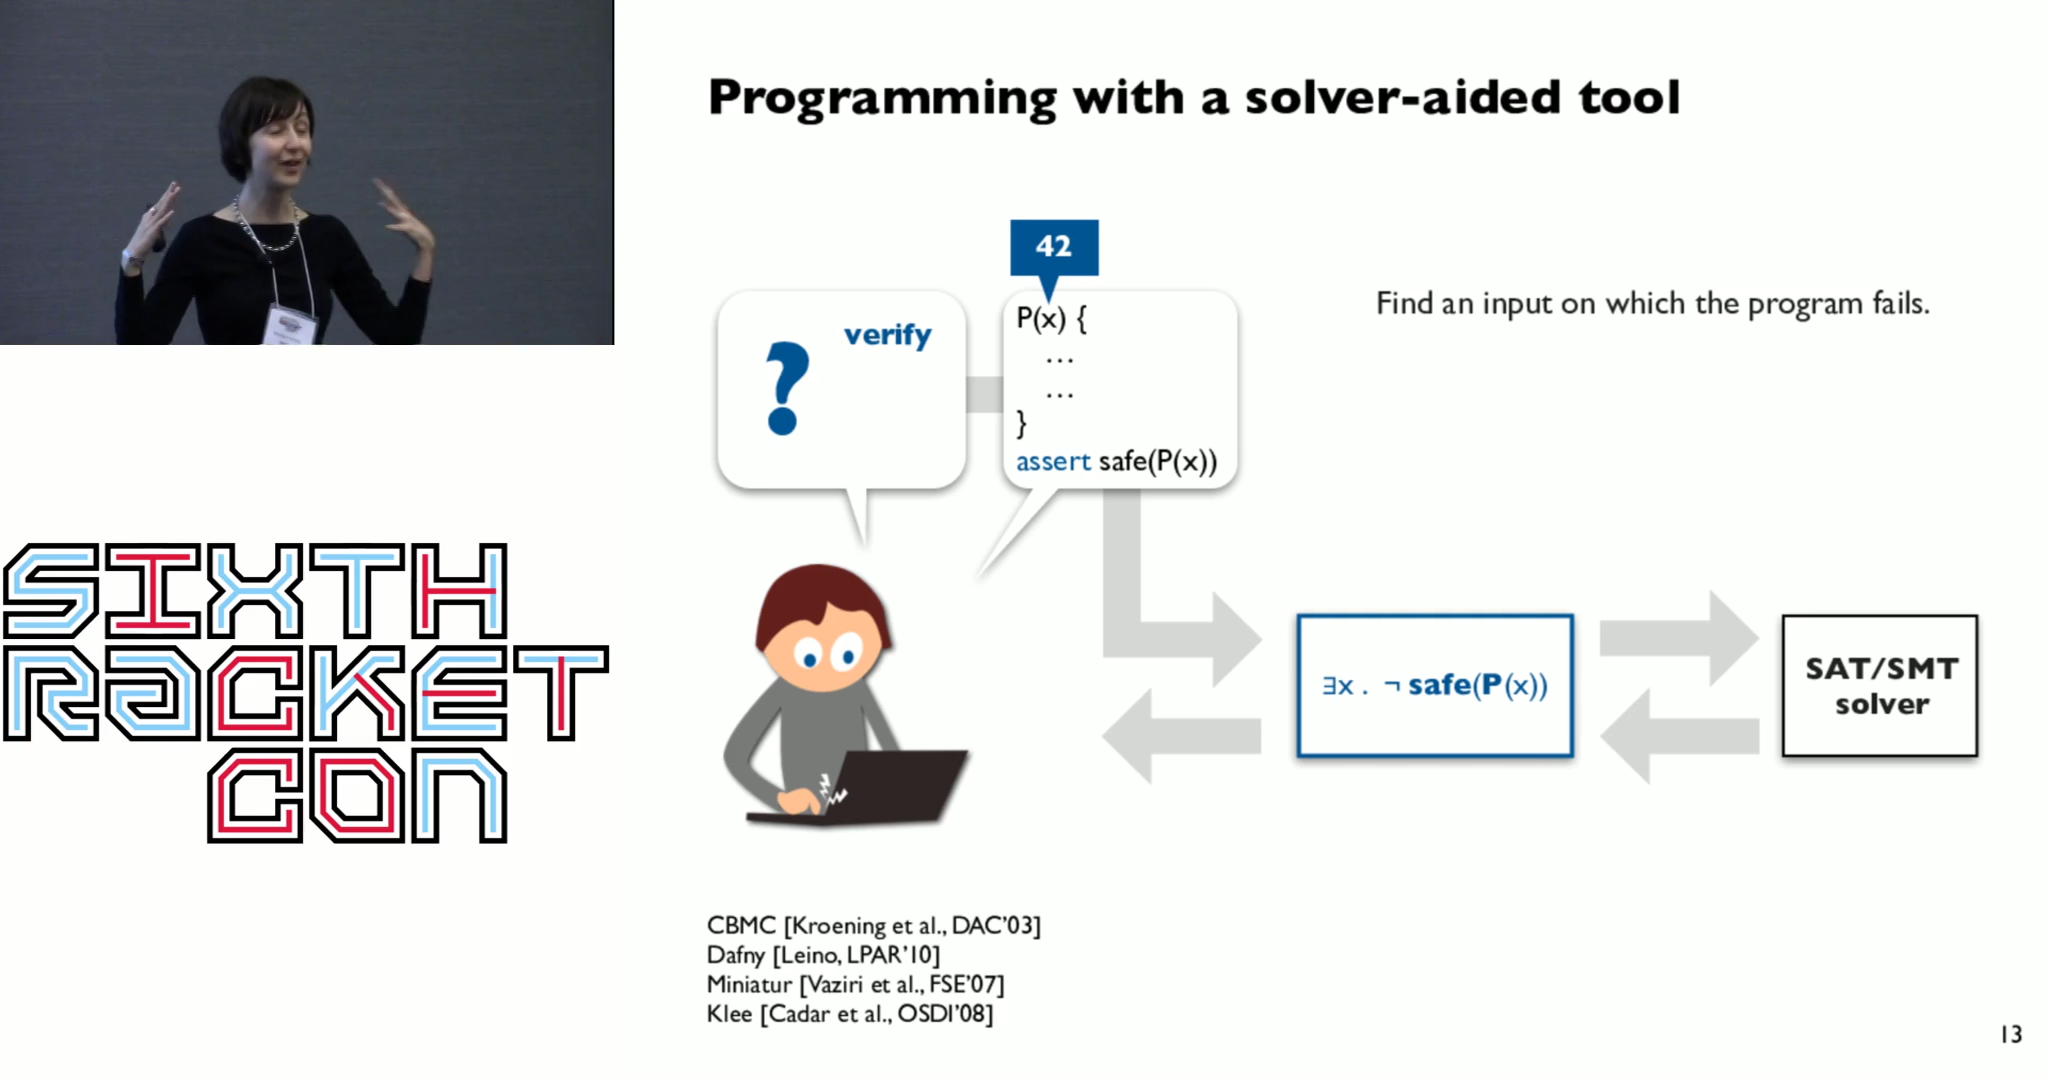 Programming with a solver-aided tool
42
?
verify
P(x) {
...
...
}
assert safe(P(x))
Find an input on which the program fails.
∃x . ¬ safe(P(x))
SAT/SMT
solver
SIXTH
RACKET
CON
CBMC [Kroening et al., DAC’03]
Dafny [Leino, LPAR’10]
Miniatur [Vaziri et al., FSE’07]
Klee [Cadar et al., OSDI’08]
13